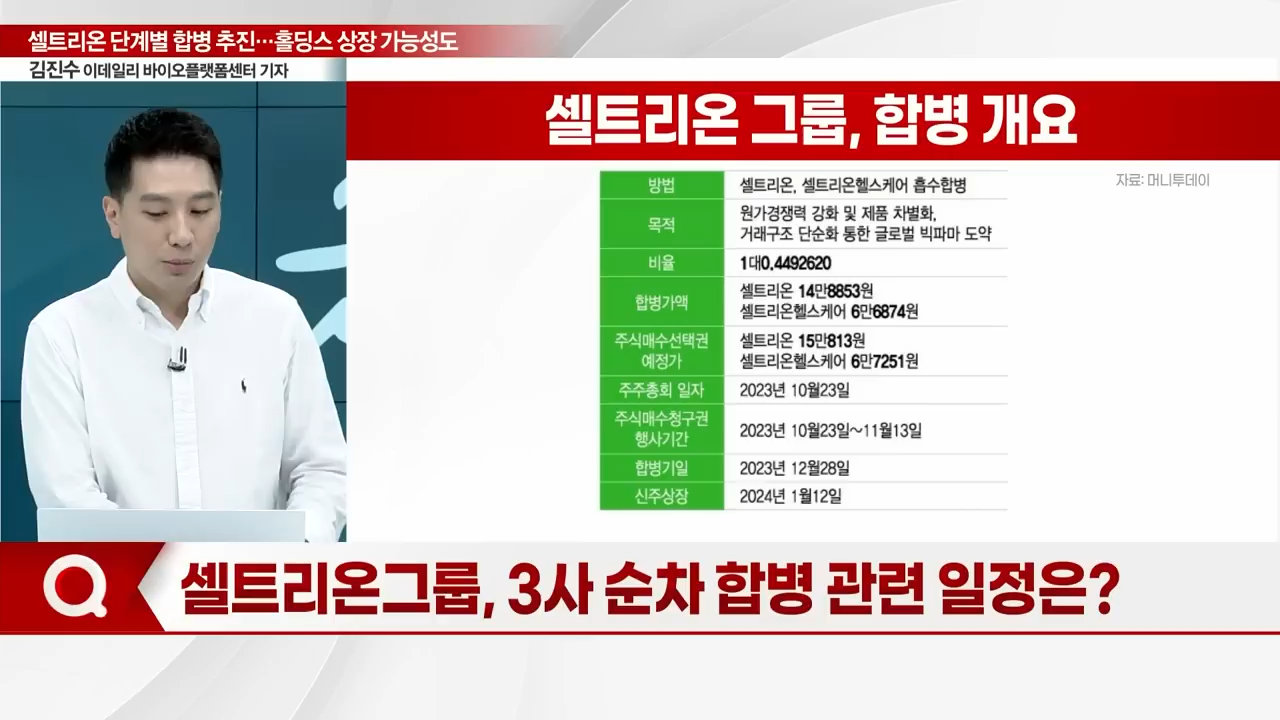 셀트리온 단계별 합병 추진…홀딩스 상장 가능성도
김진수 이데일리 바이오플랫폼센터 기자
셀트리온 그룹, 합병 개요
자료: 머니투데이
방법 셀트리온, 셀트리온헬스케어 흡수합병
목적 원가경쟁력 강화 및 제품 차별화,
거래구조 단순화 통한 글로벌 빅파마 도약
비율 1대0.4492620
합병가액 셀트리온 14만8853원
셀트리온헬스케어 6만6874원
주식매수선택권 셀트리온 15만813원
예정가 셀트리온헬스케어 6만7251원
주주총회 일자 2023년 10월23일
주식매수청구권
행사기간 2023년 10월23일~11월13일
합병기일 2023년 12월28일
신주상장 2024년 1월12일
Q 셀트리온그룹, 3사 순차 합병 관련 일정은?